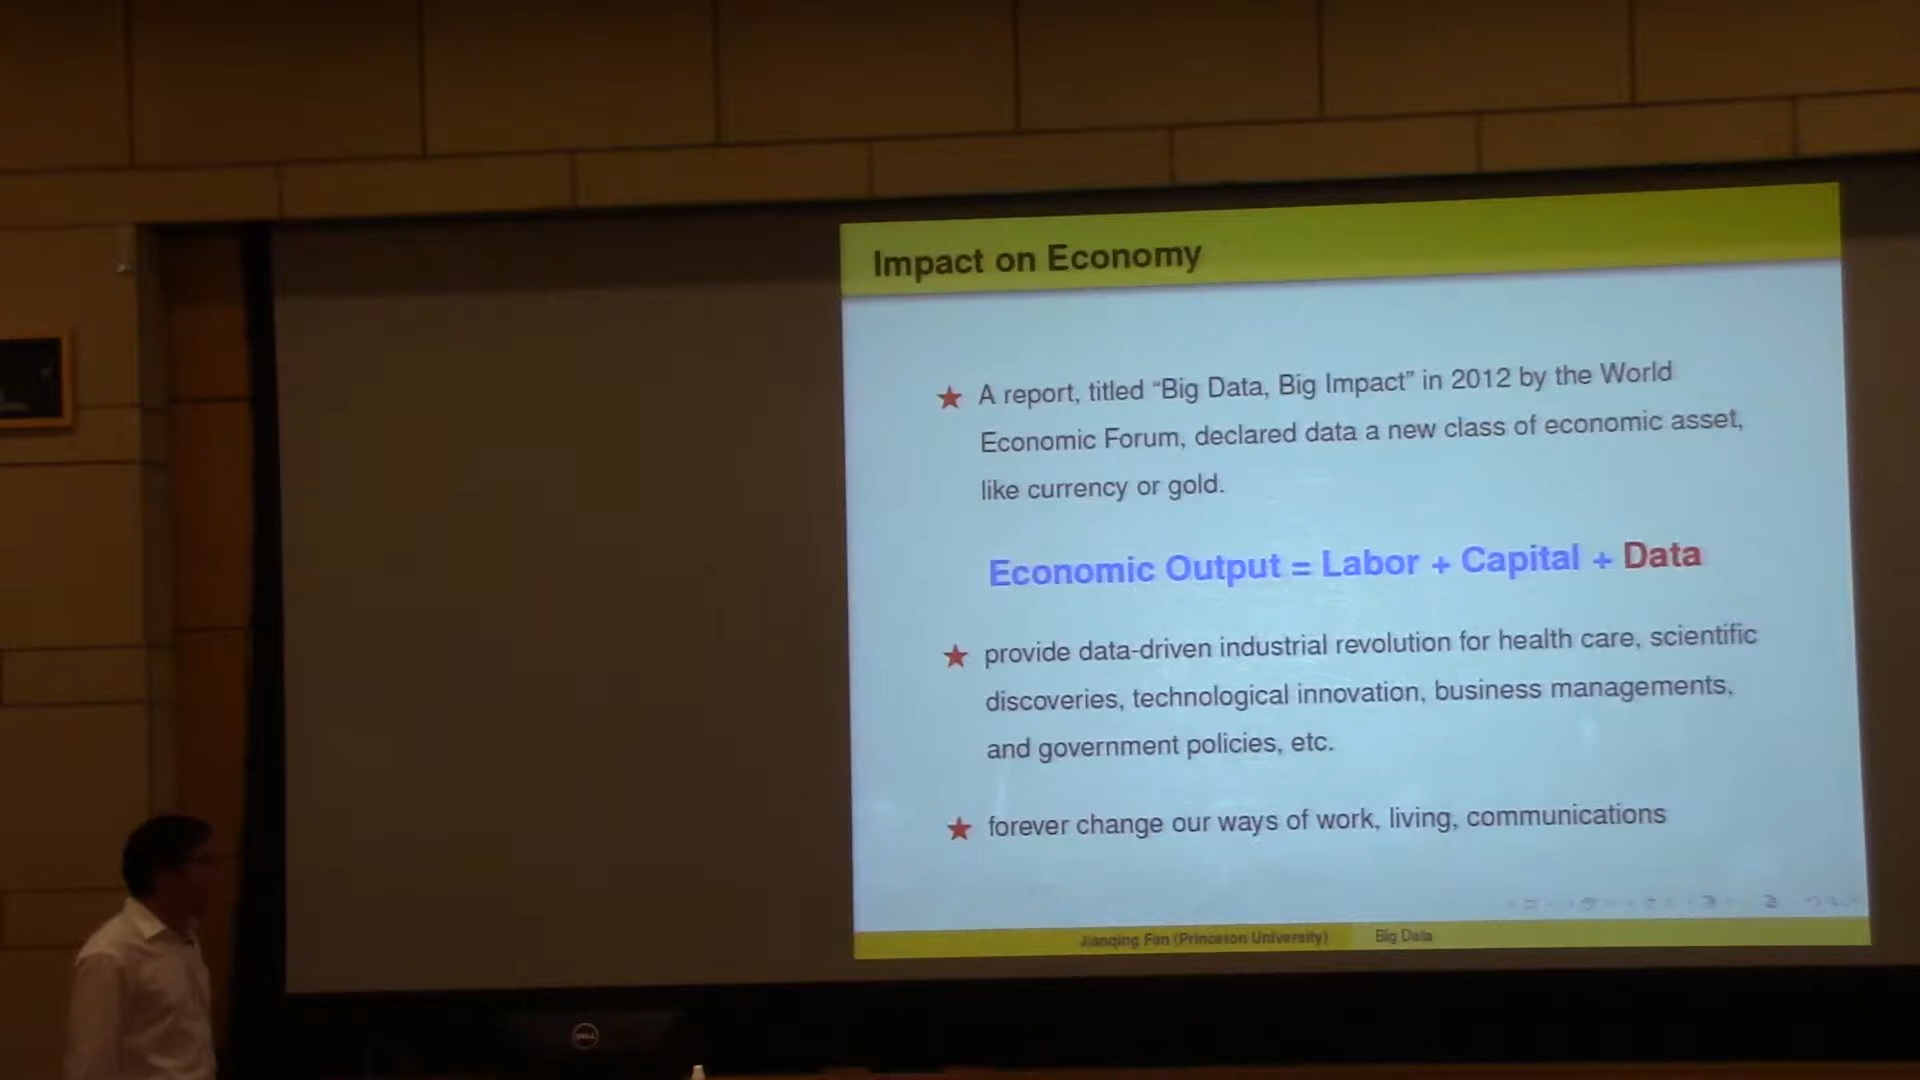 Impact on Economy
★ A report, titled “Big Data, Big Impact” in 2012 by the World
Economic Forum, declared data a new class of economic asset,
like currency or gold.
Economic Output = Labor + Capital + Data
★ provide data-driven industrial revolution for health care, scientific
discoveries, technological innovation, business managements,
and government policies, etc.
★ forever change our ways of work, living, communications
Jianqing Fan (Princeton University) Big Data
DELL